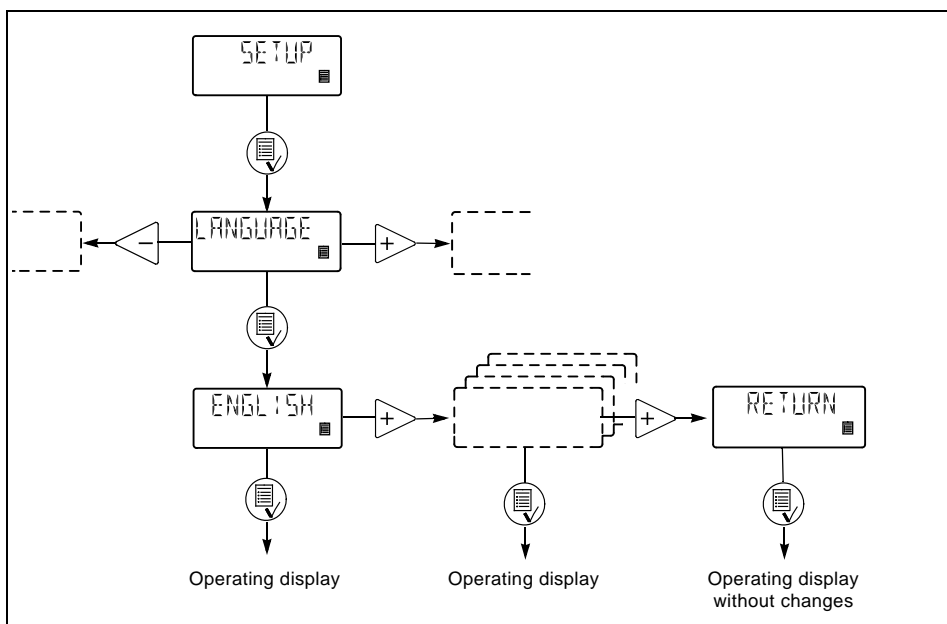 SETUP
- LANGUAGE +
ENGLISH + + RETURN
Operating display Operating display Operating display
without changes